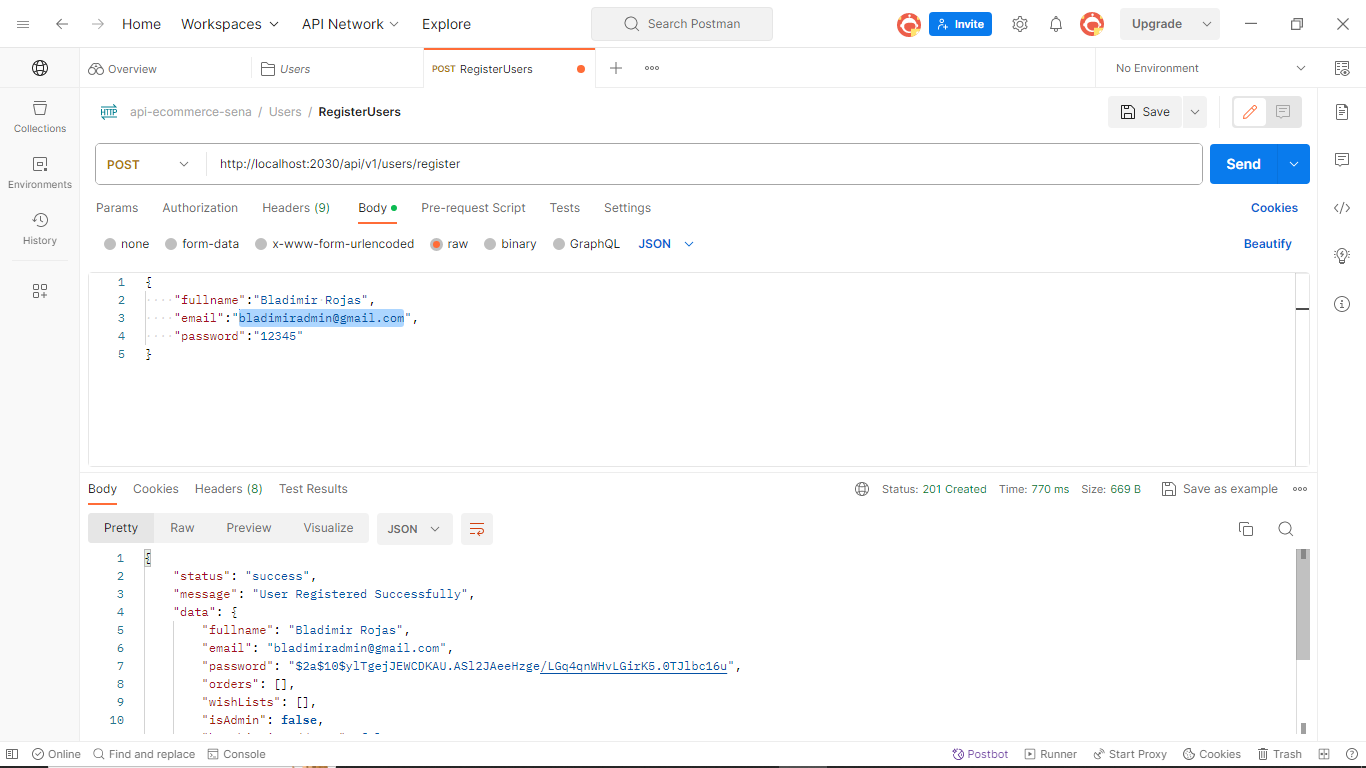 Home Workspaces API Network Explore Search Postman Invite Upgrade
Overview Users POST RegisterUsers No Environment
HTTP api-ecommerce-sena / Users / RegisterUsers Save
Collections
Environments
History
POST http://localhost:2030/api/v1/users/register Send
Params Authorization Headers (9) Body Pre-request Script Tests Settings Cookies
none form-data x-www-form-urlencoded raw binary GraphQL JSON Beautify
1 {
2 "fullname":"Bladimir Rojas",
3 "email":"bladimiradmin@gmail.com",
4 "password":"12345"
5 }
Body Cookies Headers (8) Test Results Status: 201 Created Time: 770 ms Size: 669 B Save as example
Pretty Raw Preview Visualize JSON
1 {
2 "status": "success",
3 "message": "User Registered Successfully",
4 "data": {
5 "fullname": "Bladimir Rojas",
6 "email": "bladimiradmin@gmail.com",
7 "password": "$2a$10$ylTgejJEWCDKAU.ASl2JAeeHzge/LGq4qnWHvLGirK5.0TJlbc16u",
8 "orders": [],
9 "wishLists": [],
10 "isAdmin": false,
Online Find and replace Console Postbot Runner Start Proxy Cookies Trash